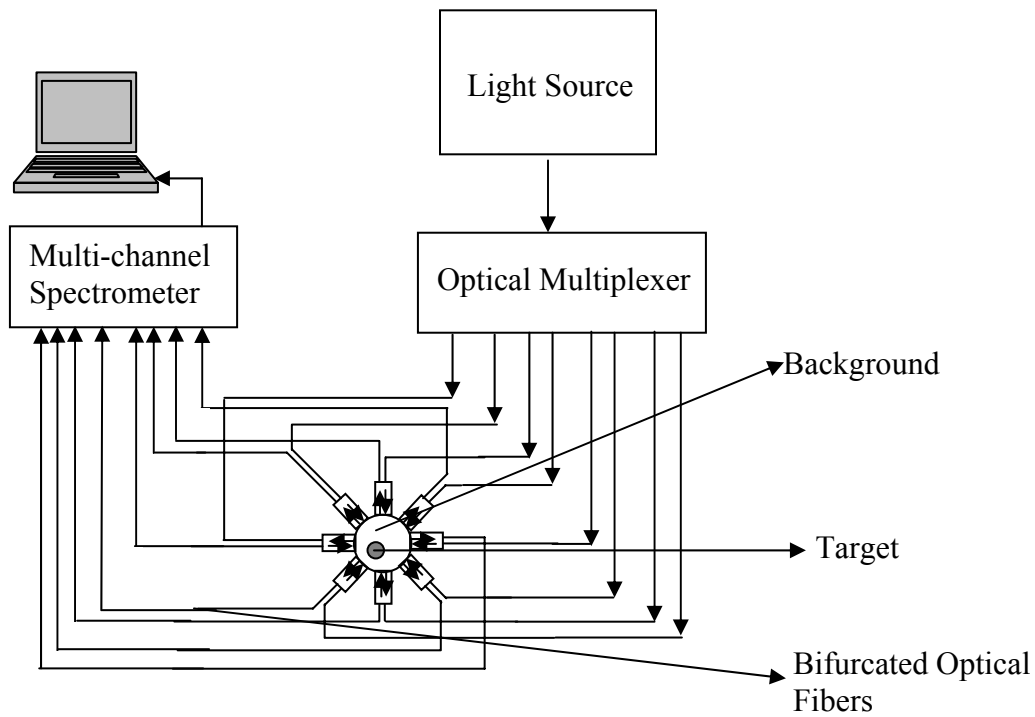 Light Source
Multi-channel
Spectrometer
Optical Multiplexer
Background
Target
Bifurcated Optical
Fibers